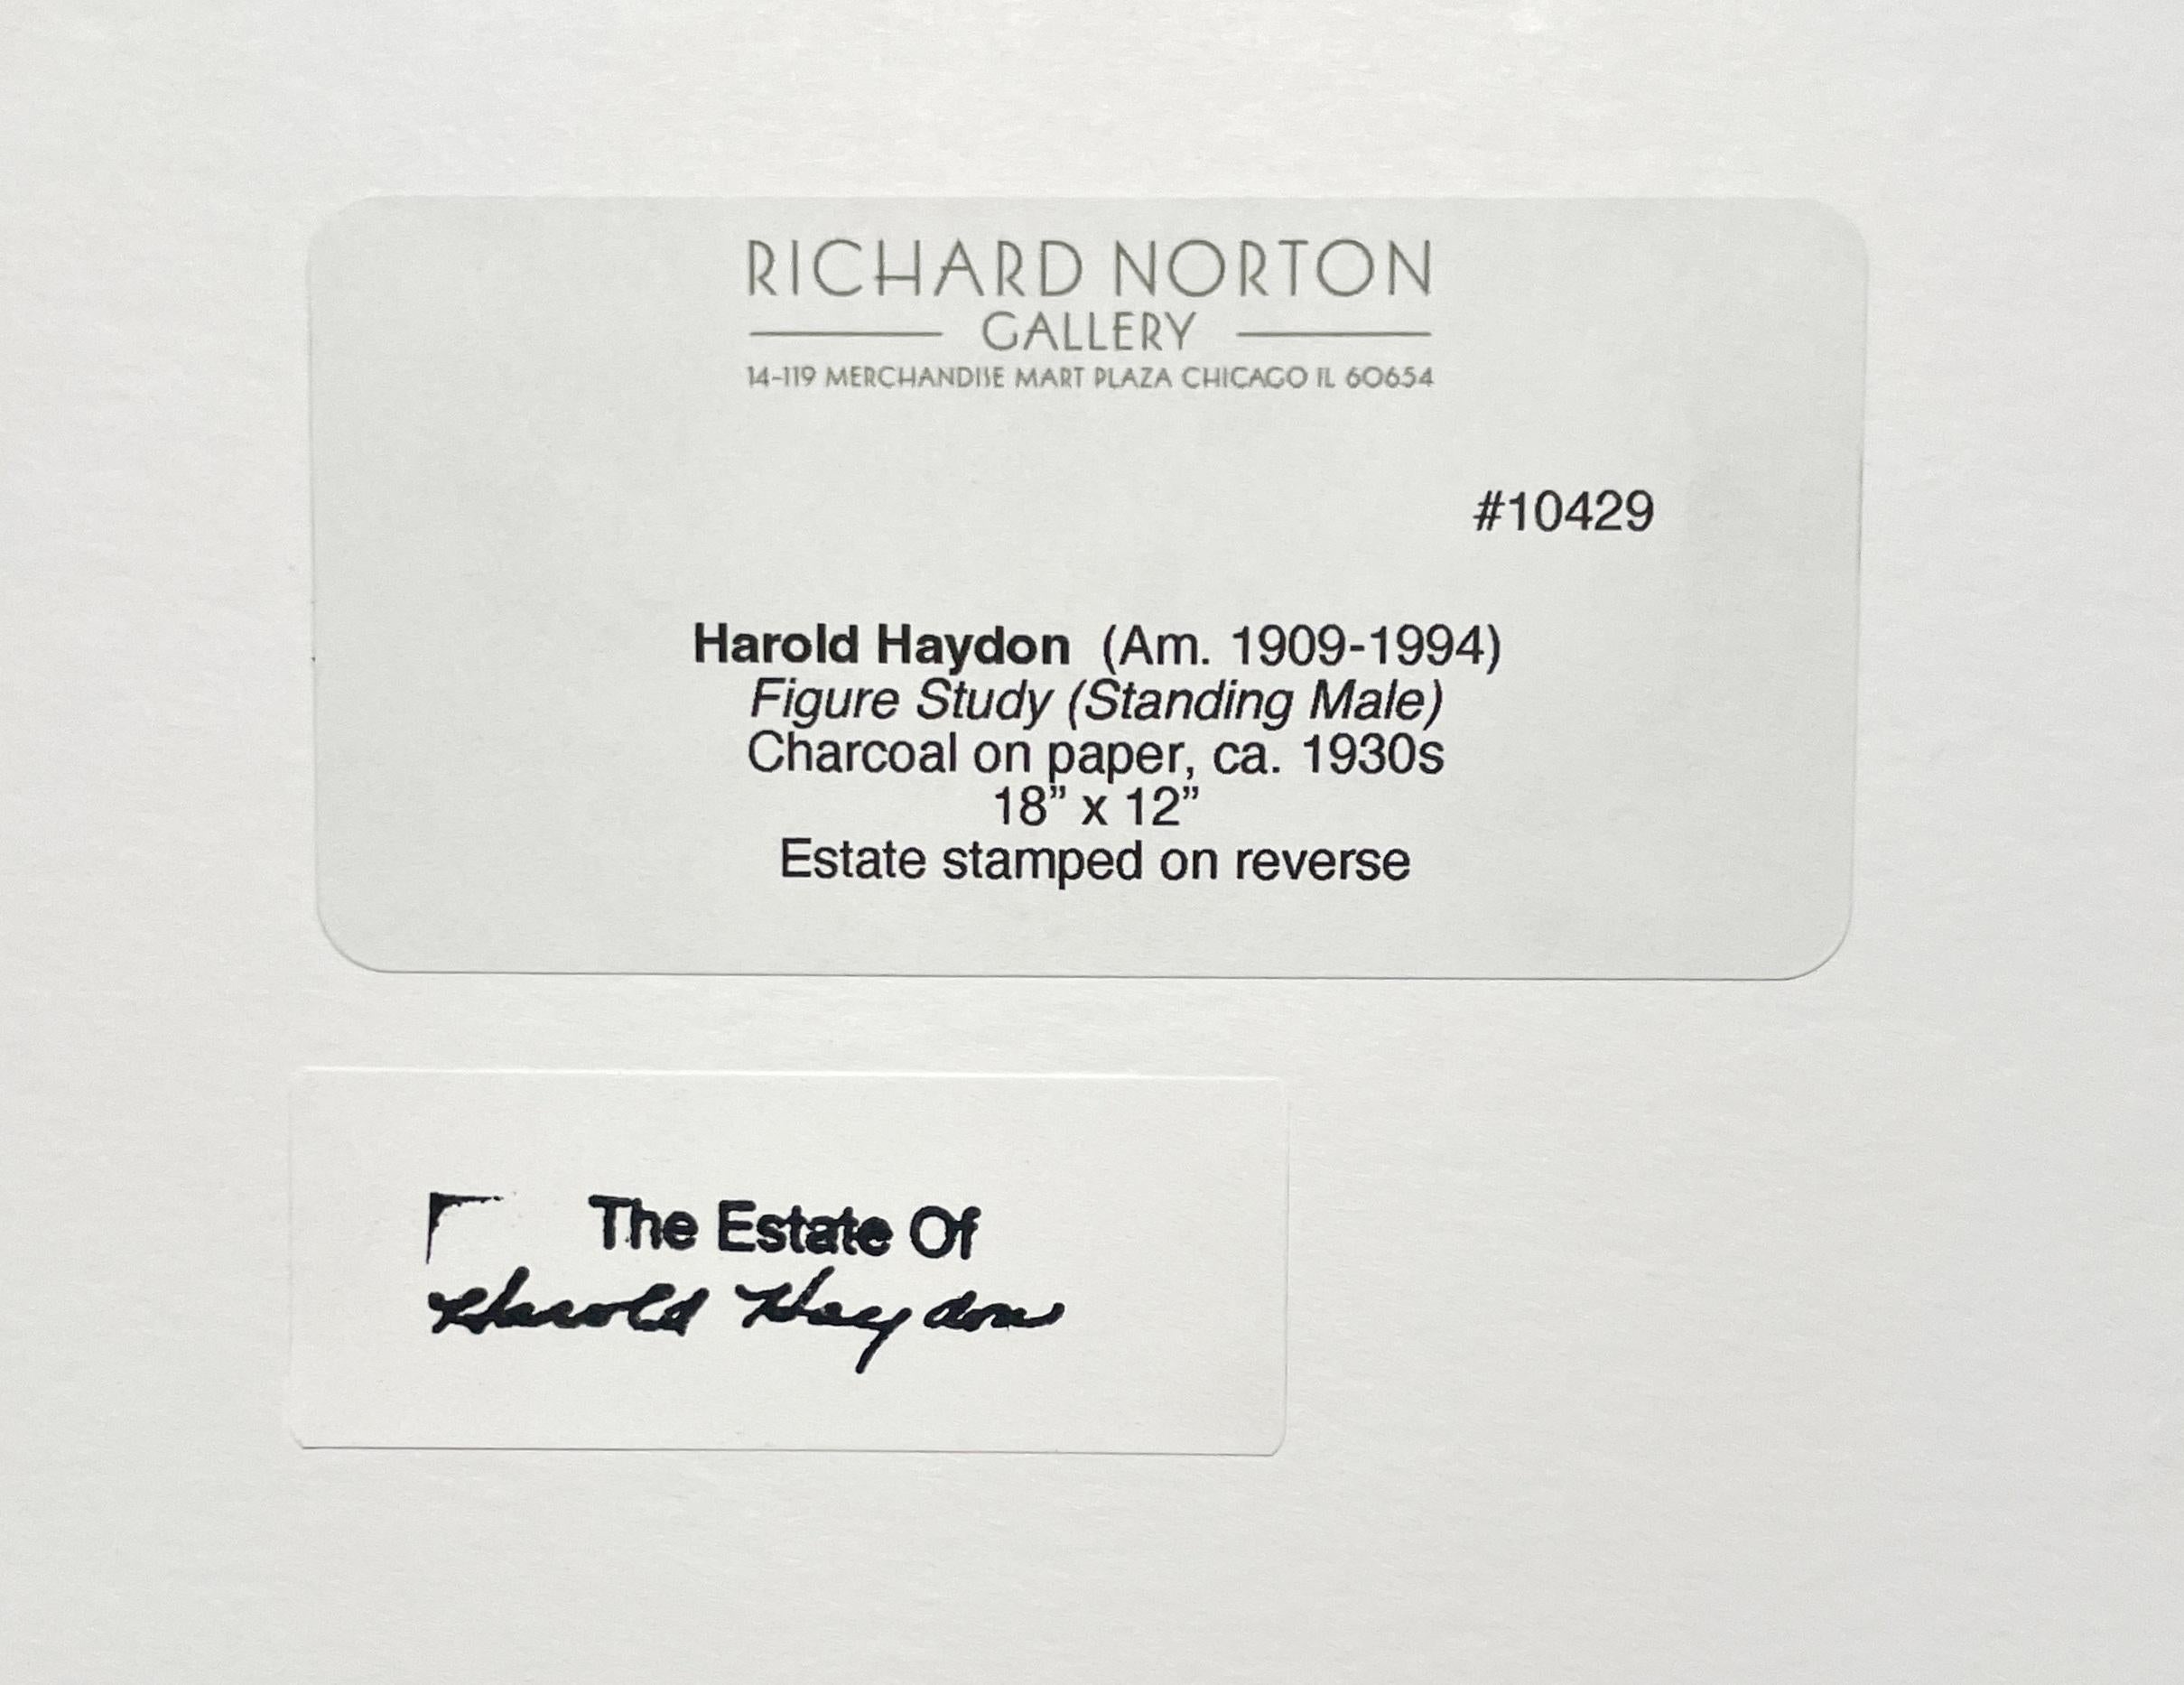 RICHARD NORTON
GALLERY
14-119 MERCHANDISE MART PLAZA CHICAGO IL 60654
#10429
Harold Haydon (Am. 1909-1994)
Figure Study (Standing Male)
Charcoal on paper, ca. 1930s
18” x 12”
Estate stamped on reverse
The Estate Of
Harold Haydon